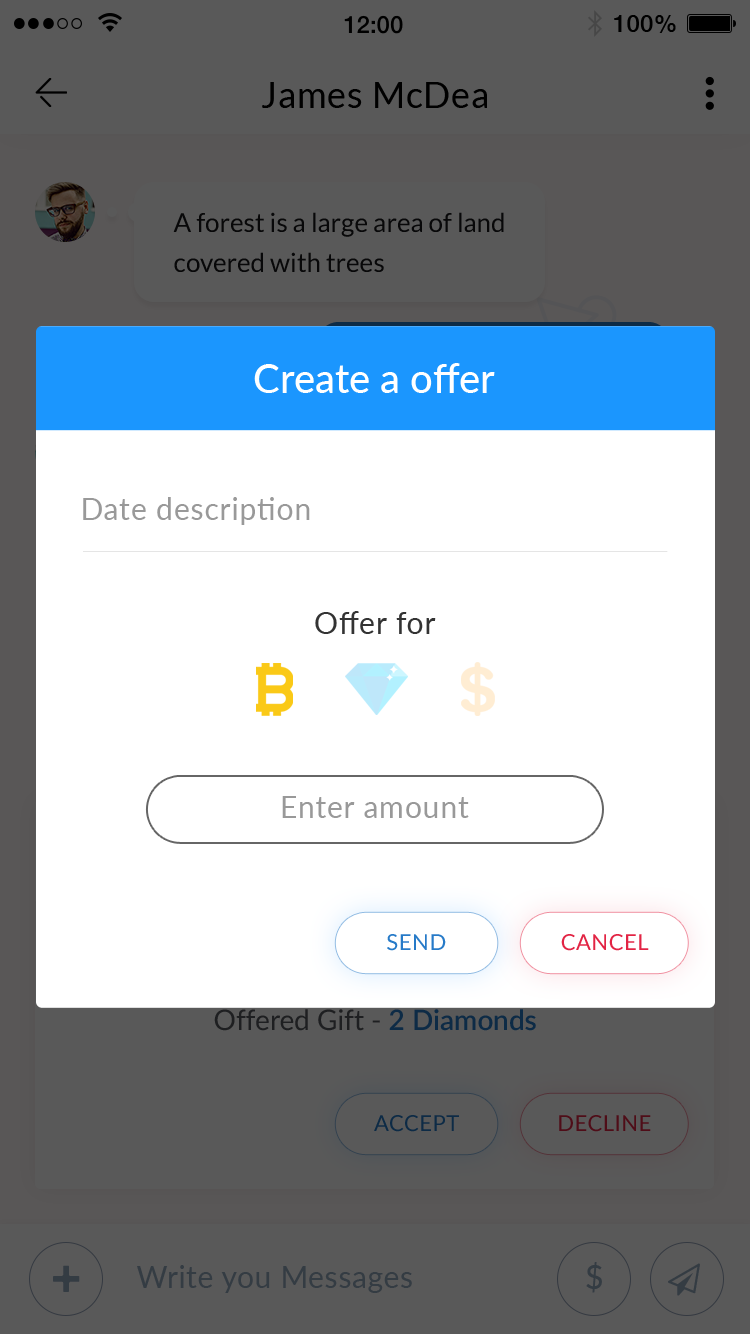 12:00
100%
James McDea
A forest is a large area of land
covered with trees
Create a offer
Date description
Offer for
Enter amount
SEND
CANCEL
Offered Gift - 2 Diamonds
ACCEPT
DECLINE
Write you Messages
$